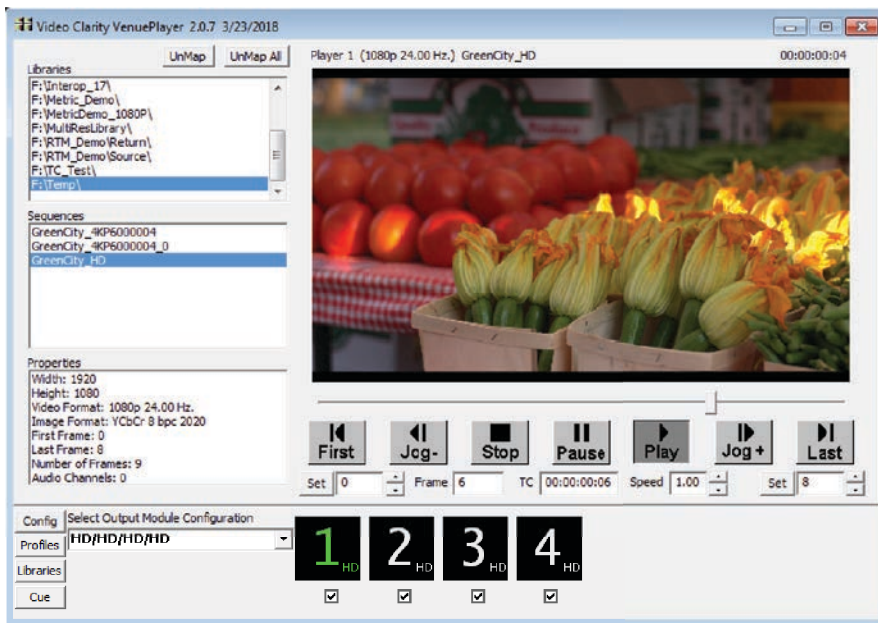 Video Clarity VenuePlayer 2.0.7 3/23/2018
UnMap UnMap All
Libraries
F:\Interop_17\
F:\Metric_Demo\
F:\MetricDemo_1080P\
F:\MultiResLibrary\
F:\RTM_Demo\Return\
F:\RTM_Demo\Source\
F:\TC_Test\
F:\Temp\
Sequences
GreenCity_4KP6000004
GreenCity_4KP6000004_0
GreenCity_HD
Properties
Width: 1920
Height: 1080
Video Format: 1080p 24.00 Hz.
Image Format: YCbCr 8 bpc 2020
First Frame: 0
Last Frame: 8
Number of Frames: 9
Audio Channels: 0
Player 1 (1080p 24.00 Hz.) GreenCity_HD 00:00:00:04
First Jog- Stop Pause Play Jog+ Last
Set 0 Frame 6 TC 00:00:00:06 Speed 1.00 Set 8
Config Select Output Module Configuration
Profiles HD/HD/HD/HD
Libraries
Cue
1 HD 2 HD 3 HD 4 HD